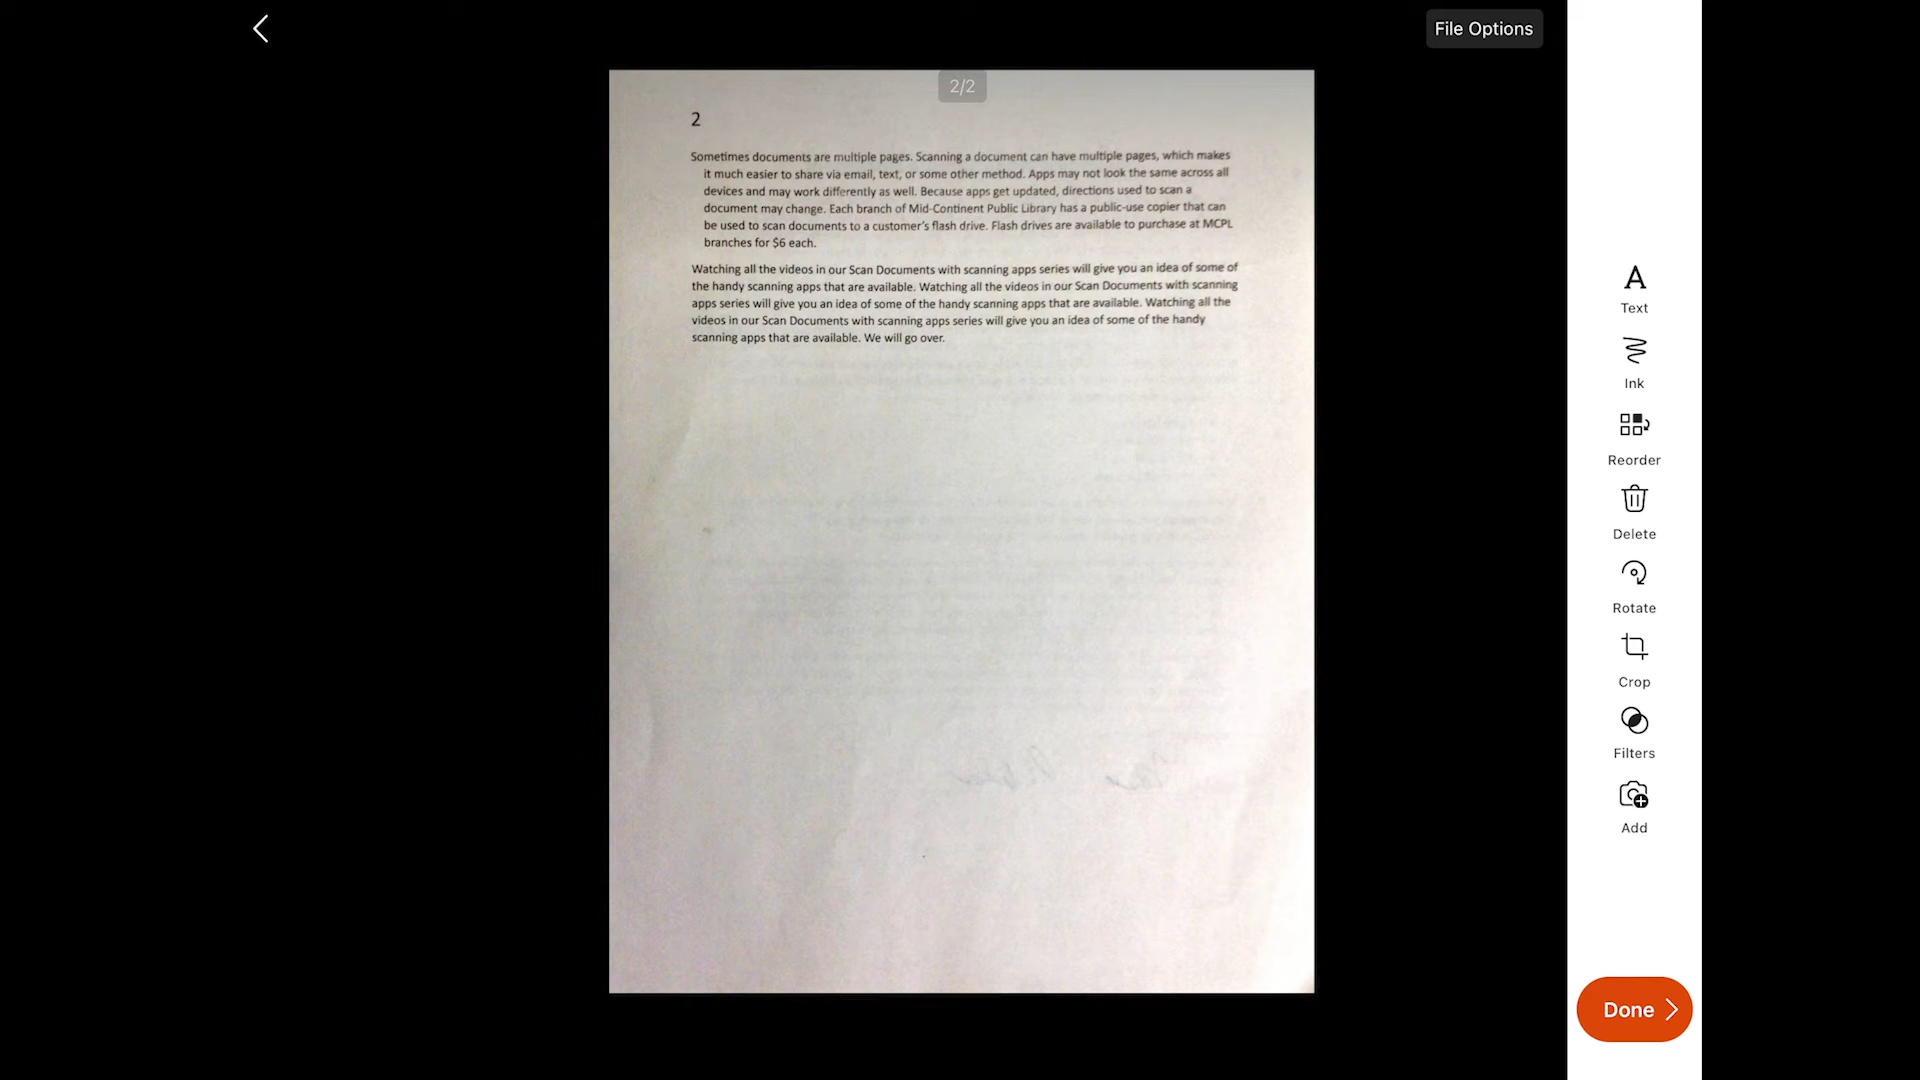 File Options
2/2
2
Sometimes documents are multiple pages. Scanning a document can have multiple pages, which makes
it much easier to share via email, text, or some other method. Apps may not look the same across all
devices and may work differently as well. Because apps get updated, directions used to scan a
document may change. Each branch of Mid-Continent Public Library has a public-use copier that can
be used to scan documents to a customer's flash drive. Flash drives are available to purchase at MCPL
branches for $6 each.
Watching all the videos in our Scan Documents with scanning apps series will give you an idea of some of
the handy scanning apps that are available. Watching all the videos in our Scan Documents with scanning
apps series will give you an idea of some of the handy scanning apps that are available. Watching all the
videos in our Scan Documents with scanning apps series will give you an idea of some of the handy
scanning apps that are available. We will go over.
Text
Ink
Reorder
Delete
Rotate
Crop
Filters
Add
Done